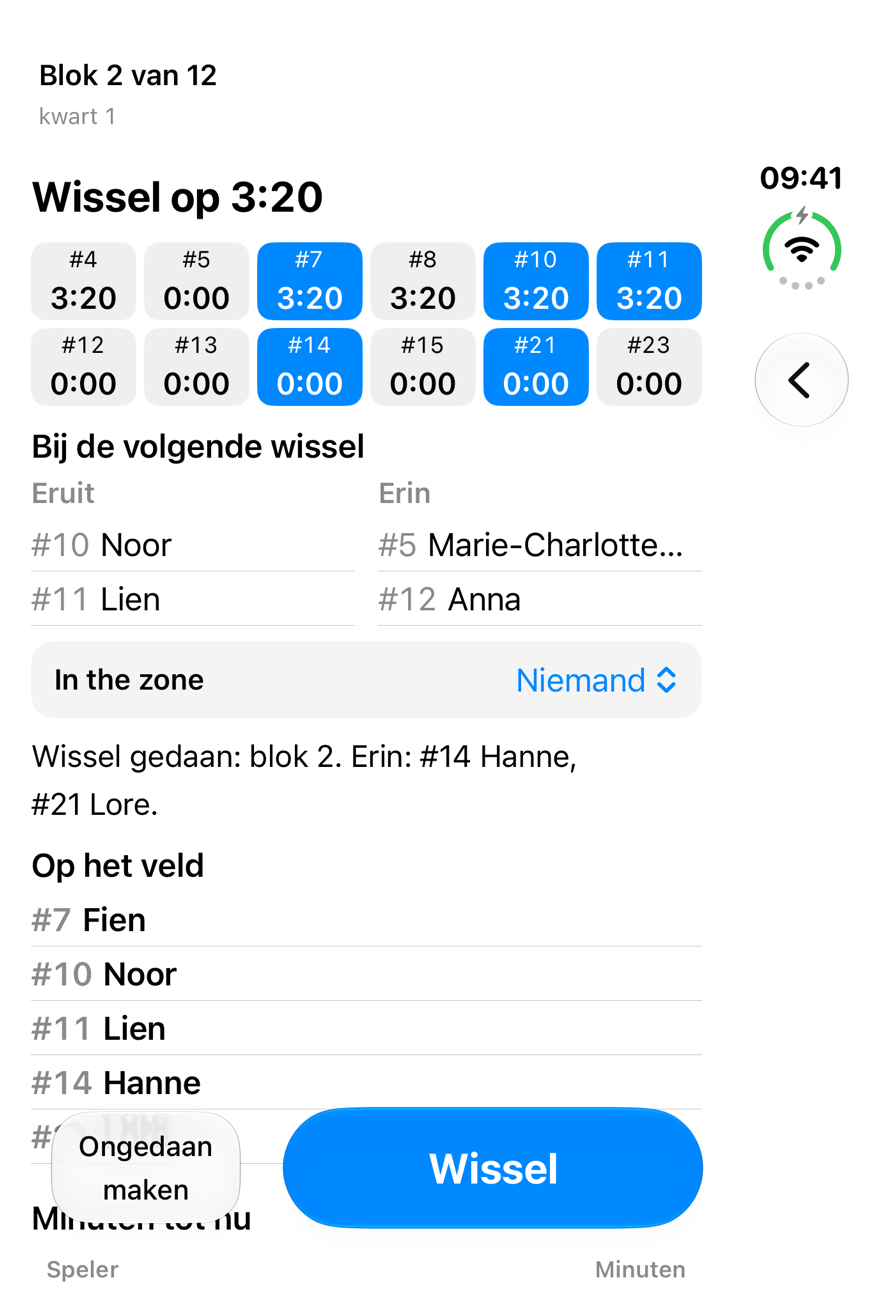 Blok 2 van 12
kwart 1
09:41
Wissel op 3:20
#4 #5 #7 #8 #10 #11
3:20 0:00 3:20 3:20 3:20 3:20
#12 #13 #14 #15 #21 #23
0:00 0:00 0:00 0:00 0:00 0:00
Bij de volgende wissel
Eruit Erin
#10 Noor #5 Marie-Charlotte...
#11 Lien #12 Anna
In the zone Niemand
Wissel gedaan: blok 2. Erin: #14 Hanne,
#21 Lore.
Op het veld
#7 Fien
#10 Noor
#11 Lien
#14 Hanne
Ongedaan
maken
Wissel
Minuten tot nu
Speler Minuten